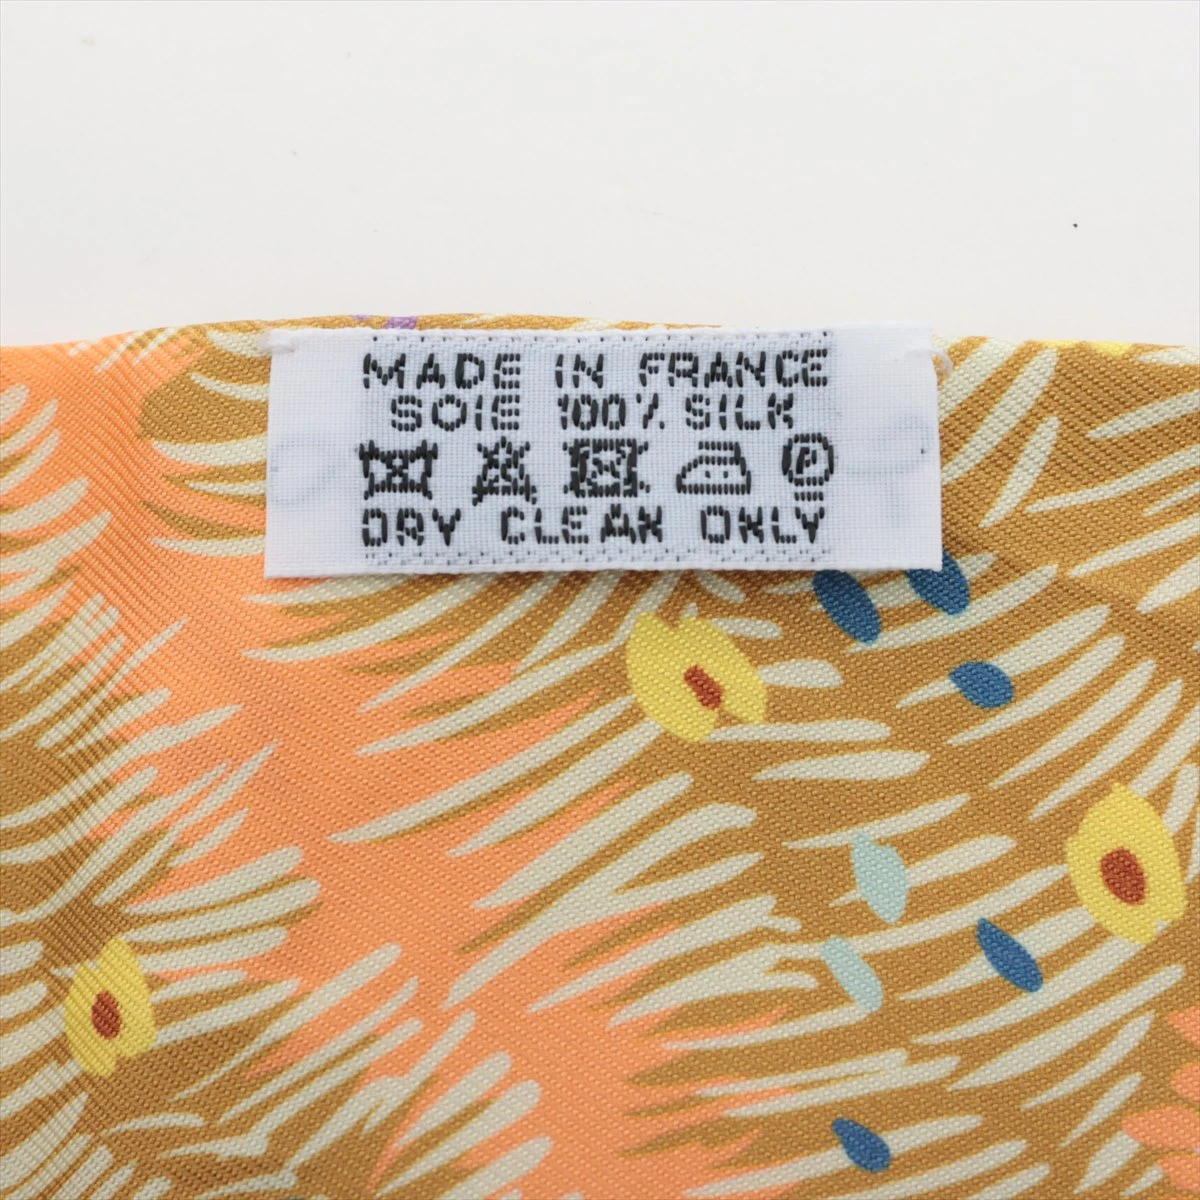 MADE IN FRANCE
SOIE 100% SILK
P
DRY CLEAN ONLY